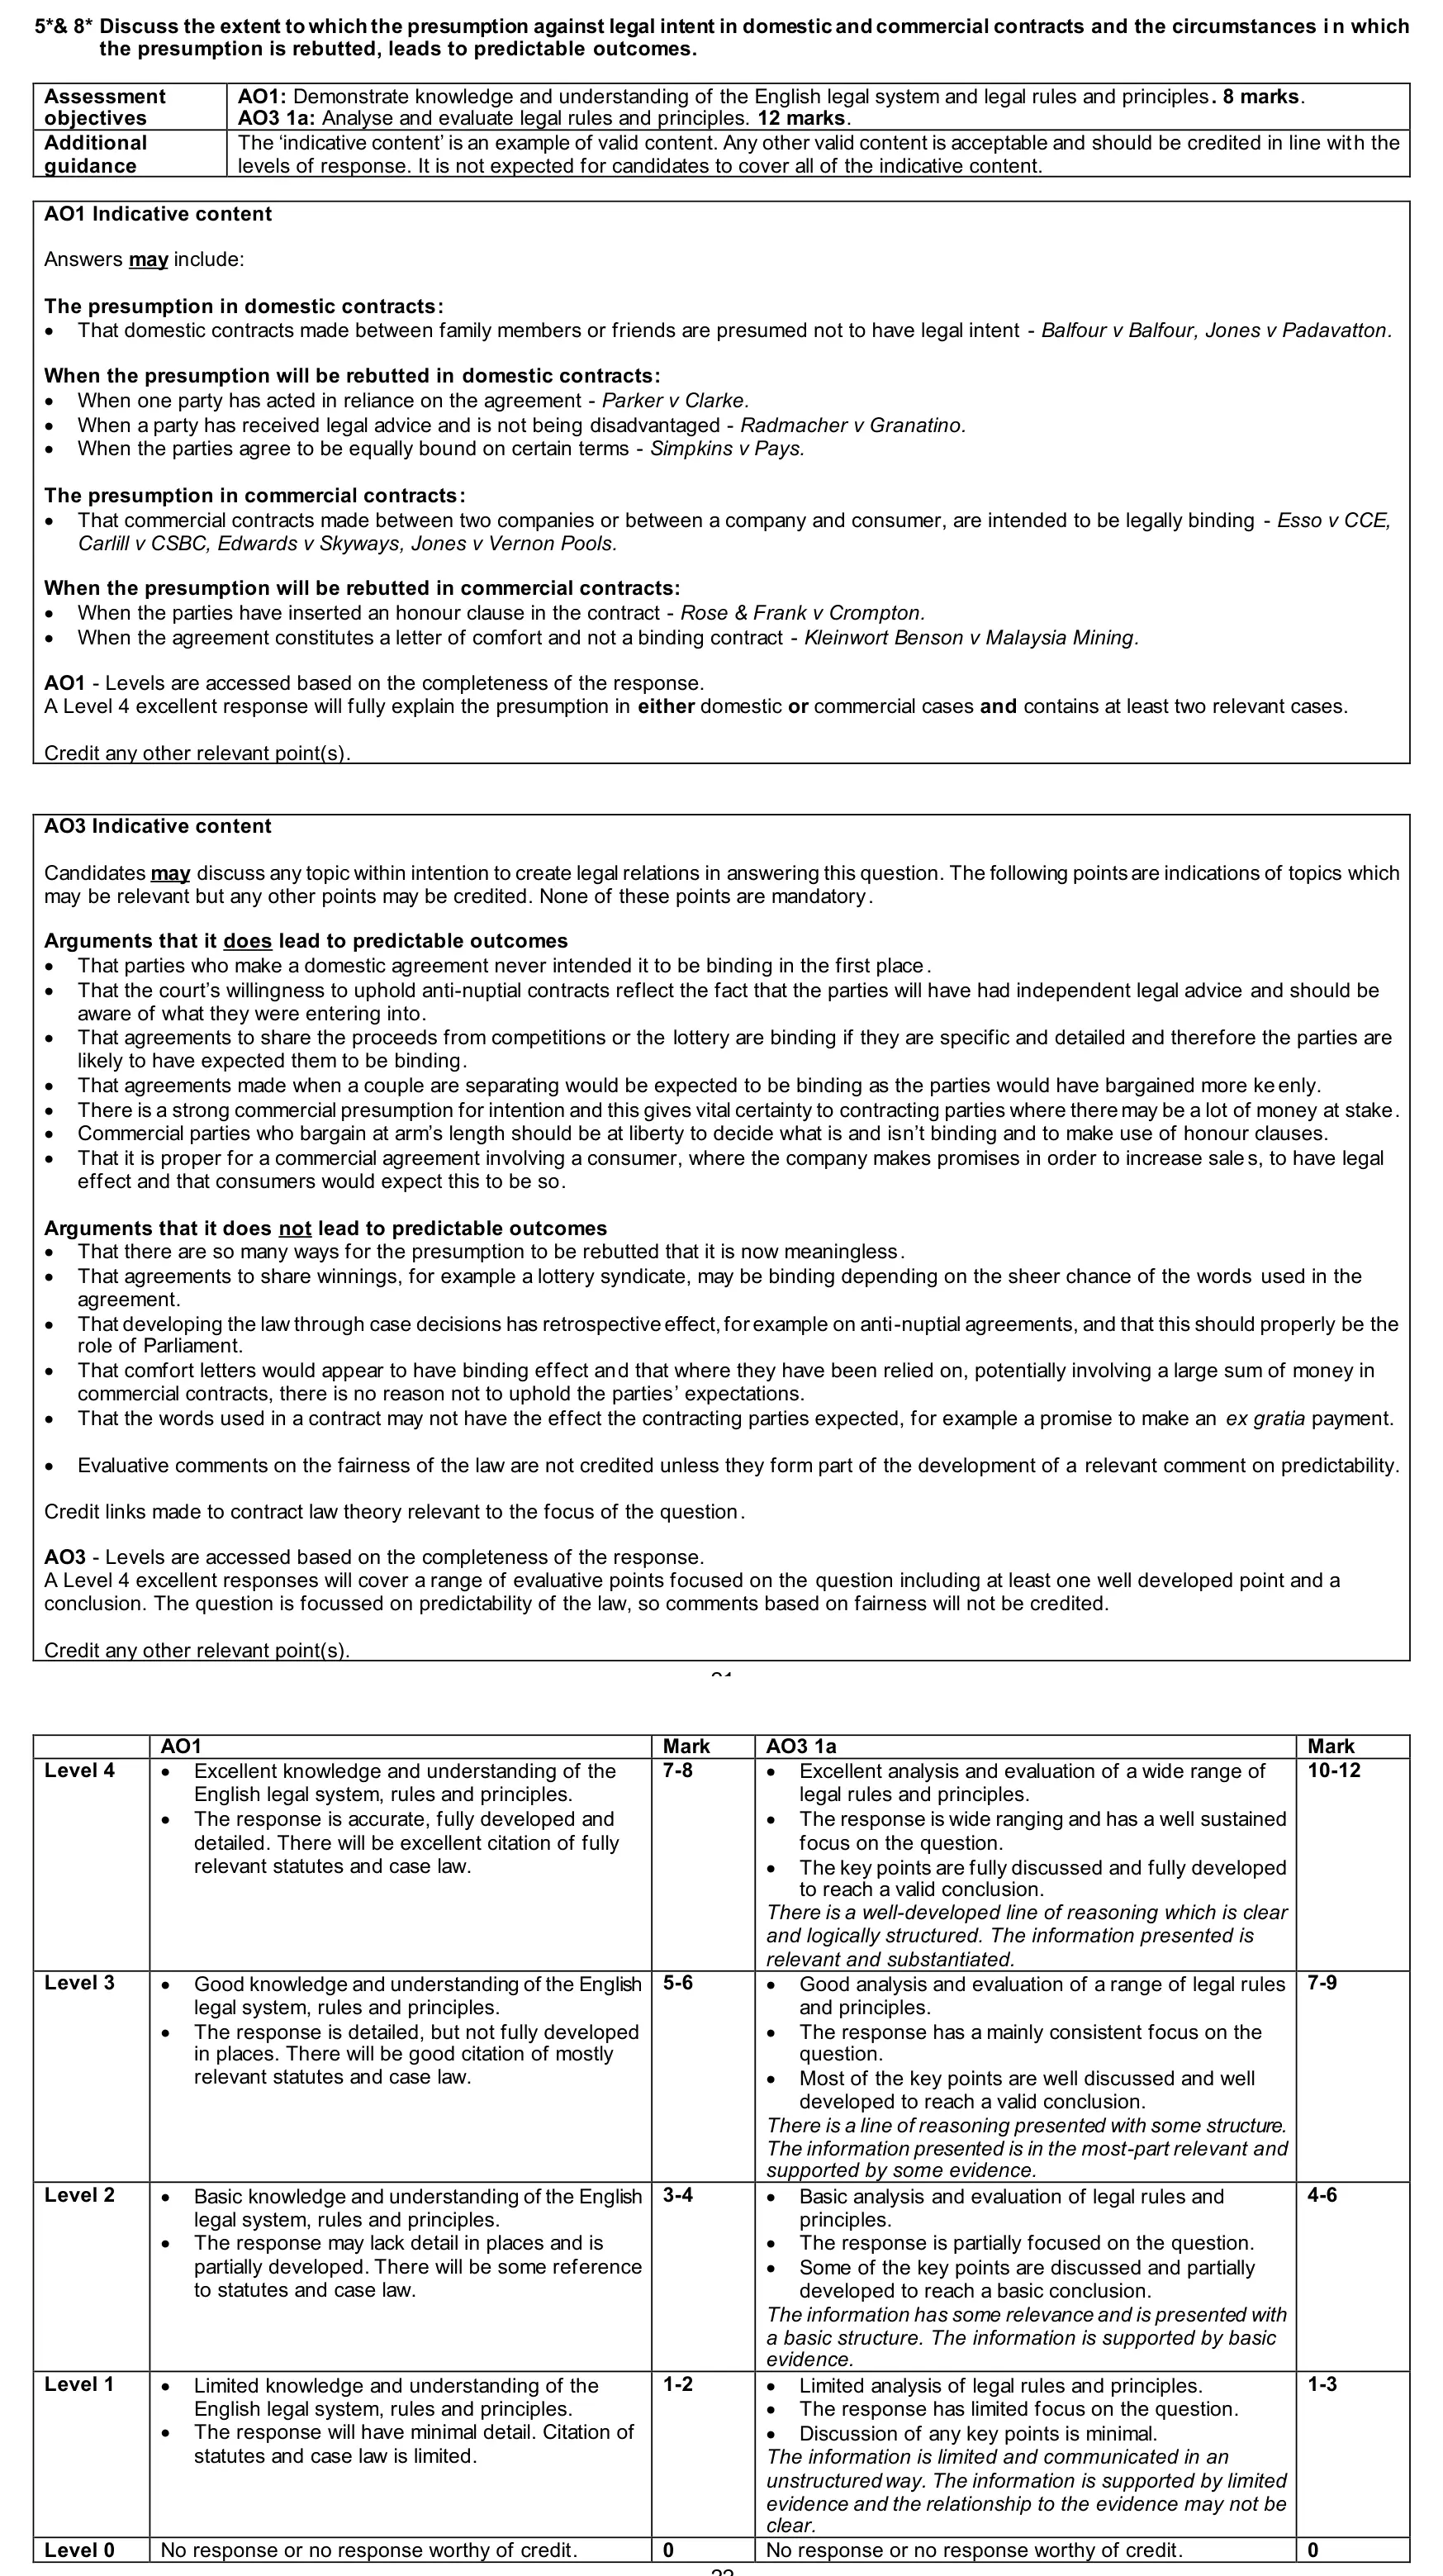 5*& 8* Discuss the extent to which the presumption against legal intent in domestic and commercial contracts and the circumstances in which
the presumption is rebutted, leads to predictable outcomes.
Assessment objectives
AO1: Demonstrate knowledge and understanding of the English legal system and legal rules and principles. 8 marks.
AO3 1a: Analyse and evaluate legal rules and principles. 12 marks.
Additional guidance
The ‘indicative content’ is an example of valid content. Any other valid content is acceptable and should be credited in line with the
levels of response. It is not expected for candidates to cover all of the indicative content.
AO1 Indicative content
Answers may include:
The presumption in domestic contracts:
• That domestic contracts made between family members or friends are presumed not to have legal intent - Balfour v Balfour, Jones v Padavatton.
When the presumption will be rebutted in domestic contracts:
• When one party has acted in reliance on the agreement - Parker v Clarke.
• When a party has received legal advice and is not being disadvantaged - Radmacher v Granatino.
• When the parties agree to be equally bound on certain terms - Simpkins v Pays.
The presumption in commercial contracts:
• That commercial contracts made between two companies or between a company and consumer, are intended to be legally binding - Esso v CCE,
Carlill v CSBC, Edwards v Skyways, Jones v Vernon Pools.
When the presumption will be rebutted in commercial contracts:
• When the parties have inserted an honour clause in the contract - Rose & Frank v Crompton.
• When the agreement constitutes a letter of comfort and not a binding contract - Kleinwort Benson v Malaysia Mining.
AO1 - Levels are accessed based on the completeness of the response.
A Level 4 excellent response will fully explain the presumption in either domestic or commercial cases and contains at least two relevant cases.
Credit any other relevant point(s).
AO3 Indicative content
Candidates may discuss any topic within intention to create legal relations in answering this question. The following points are indications of topics which
may be relevant but any other points may be credited. None of these points are mandatory.
Arguments that it does lead to predictable outcomes
• That parties who make a domestic agreement never intended it to be binding in the first place.
• That the court’s willingness to uphold anti-nuptial contracts reflect the fact that the parties will have had independent legal advice and should be
aware of what they were entering into.
• That agreements to share the proceeds from competitions or the lottery are binding if they are specific and detailed and therefore the parties are
likely to have expected them to be binding.
• That agreements made when a couple are separating would be expected to be binding as the parties would have bargained more keenly.
• There is a strong commercial presumption for intention and this gives vital certainty to contracting parties where there may be a lot of money at stake.
• Commercial parties who bargain at arm’s length should be at liberty to decide what is and isn’t binding and to make use of honour clauses.
• That it is proper for a commercial agreement involving a consumer, where the company makes promises in order to increase sales, to have legal
effect and that consumers would expect this to be so.
Arguments that it does not lead to predictable outcomes
• That there are so many ways for the presumption to be rebutted that it is now meaningless.
• That agreements to share winnings, for example a lottery syndicate, may be binding depending on the sheer chance of the words used in the
agreement.
• That developing the law through case decisions has retrospective effect, for example on anti-nuptial agreements, and that this should properly be the
role of Parliament.
• That comfort letters would appear to have binding effect and that where they have been relied on, potentially involving a large sum of money in
commercial contracts, there is no reason not to uphold the parties’ expectations.
• That the words used in a contract may not have the effect the contracting parties expected, for example a promise to make an ex gratia payment.
• Evaluative comments on the fairness of the law are not credited unless they form part of the development of a relevant comment on predictability.
Credit links made to contract law theory relevant to the focus of the question.
AO3 - Levels are accessed based on the completeness of the response.
A Level 4 excellent responses will cover a range of evaluative points focused on the question including at least one well developed point and a
conclusion. The question is focussed on predictability of the law, so comments based on fairness will not be credited.
Credit any other relevant point(s).
AO1 Mark AO3 1a Mark
Level 4
• Excellent knowledge and understanding of the
English legal system, rules and principles.
• The response is accurate, fully developed and
detailed. There will be excellent citation of fully
relevant statutes and case law.
7-8
• Excellent analysis and evaluation of a wide range of
legal rules and principles.
• The response is wide ranging and has a well sustained
focus on the question.
• The key points are fully discussed and fully developed
to reach a valid conclusion.
There is a well-developed line of reasoning which is clear
and logically structured. The information presented is
relevant and substantiated.
10-12
Level 3
• Good knowledge and understanding of the English
legal system, rules and principles.
• The response is detailed, but not fully developed
in places. There will be good citation of mostly
relevant statutes and case law.
5-6
• Good analysis and evaluation of a range of legal rules
and principles.
• The response has a mainly consistent focus on the
question.
• Most of the key points are well discussed and well
developed to reach a valid conclusion.
There is a line of reasoning presented with some structure.
The information presented is in the most-part relevant and
supported by some evidence.
7-9
Level 2
• Basic knowledge and understanding of the English
legal system, rules and principles.
• The response may lack detail in places and is
partially developed. There will be some reference
to statutes and case law.
3-4
• Basic analysis and evaluation of legal rules and
principles.
• The response is partially focused on the question.
• Some of the key points are discussed and partially
developed to reach a basic conclusion.
The information has some relevance and is presented with
a basic structure. The information is supported by basic
evidence.
4-6
Level 1
• Limited knowledge and understanding of the
English legal system, rules and principles.
• The response will have minimal detail. Citation of
statutes and case law is limited.
1-2
• Limited analysis of legal rules and principles.
• The response has limited focus on the question.
• Discussion of any key points is minimal.
The information is limited and communicated in an
unstructured way. The information is supported by limited
evidence and the relationship to the evidence may not be
clear.
1-3
Level 0
No response or no response worthy of credit.
0
No response or no response worthy of credit.
0